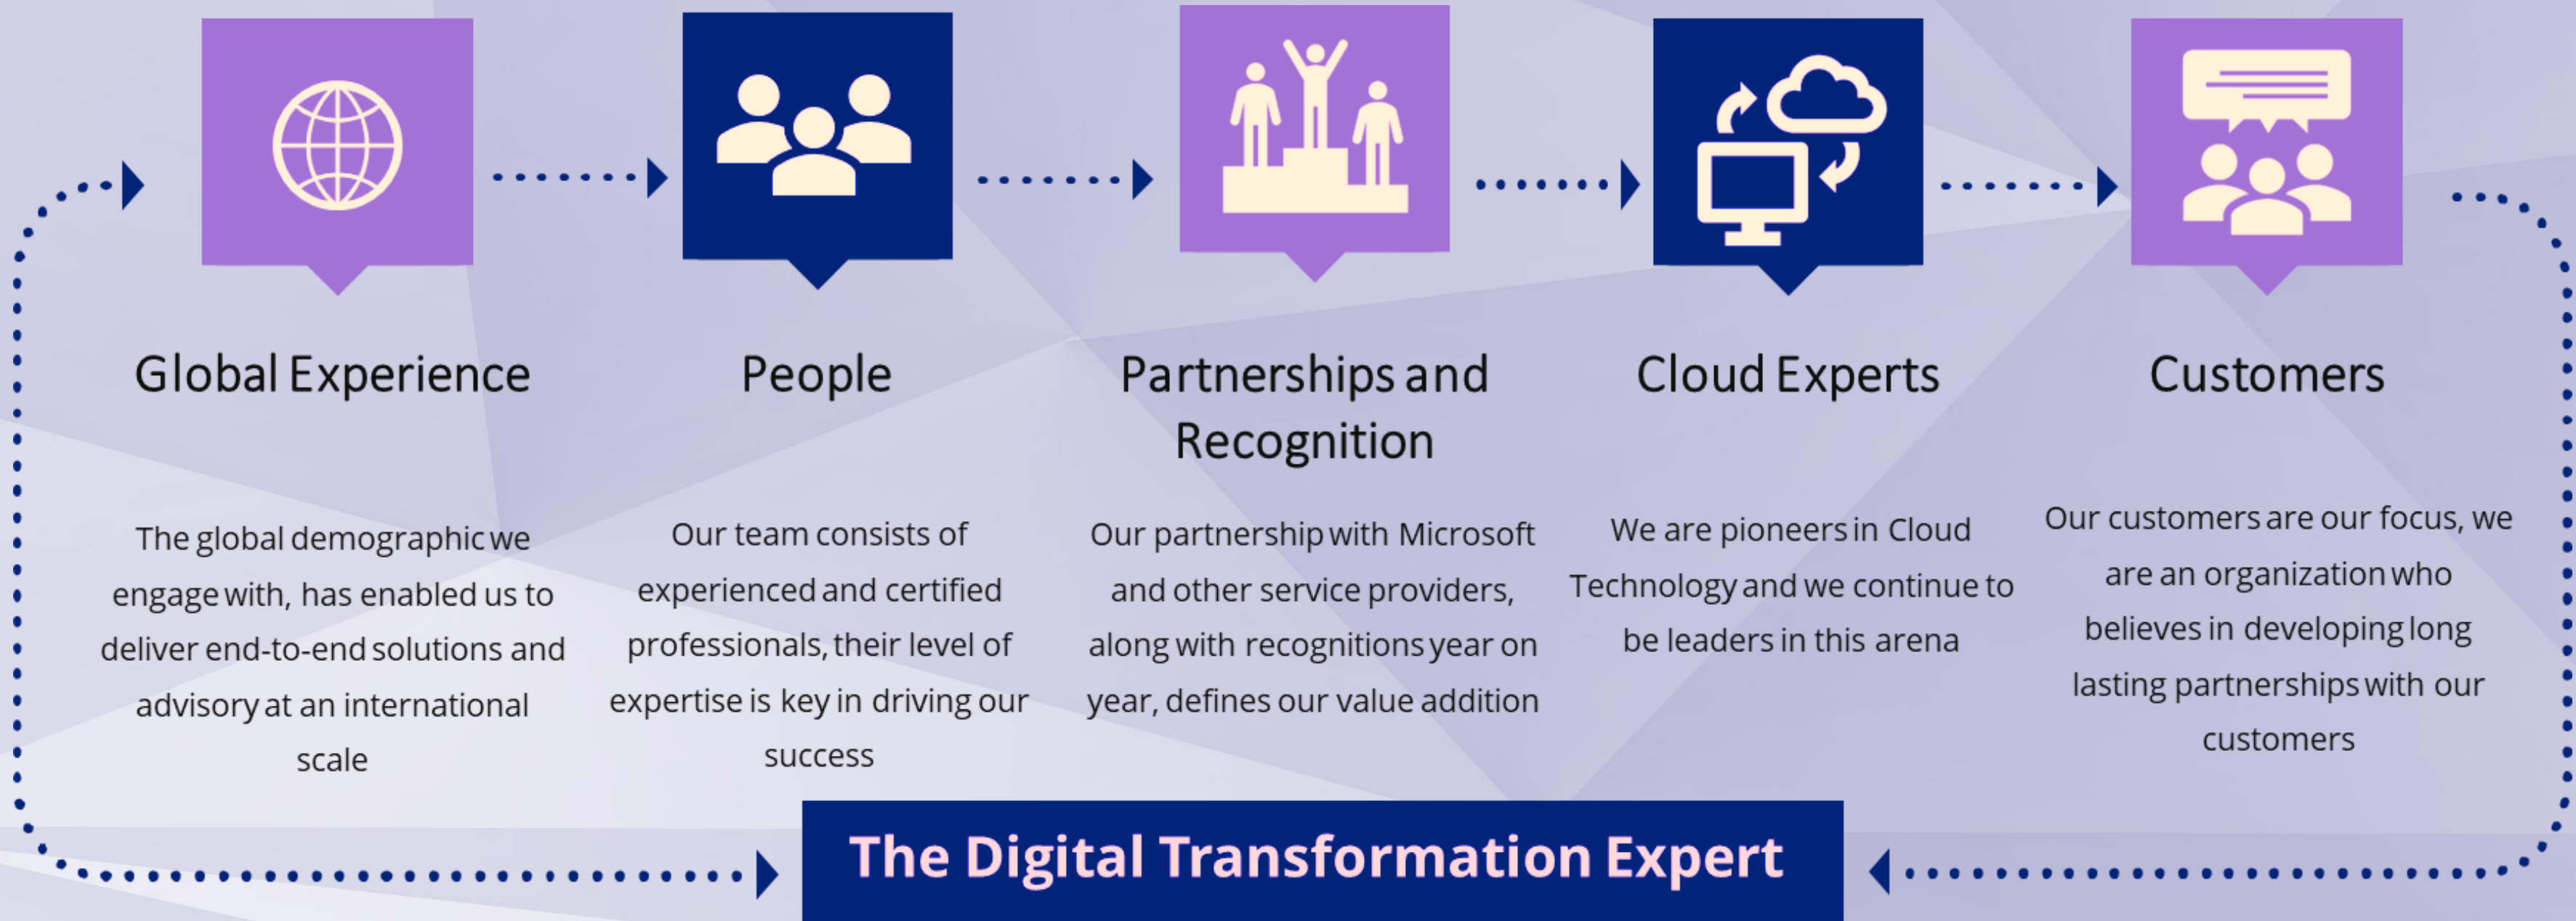 Global Experience
The global demographic we
engage with, has enabled us to
deliver end-to-end solutions and
advisory at an international
scale
People
Our team consists of
experienced and certified
professionals, their level of
expertise is key in driving our
success
Partnerships and
Recognition
Our partnership with Microsoft
and other service providers,
along with recognitions year on
year, defines our value addition
Cloud Experts
We are pioneers in Cloud
Technology and we continue to
be leaders in this arena
Customers
Our customers are our focus, we
are an organization who
believes in developing long
lasting partnerships with our
customers
The Digital Transformation Expert